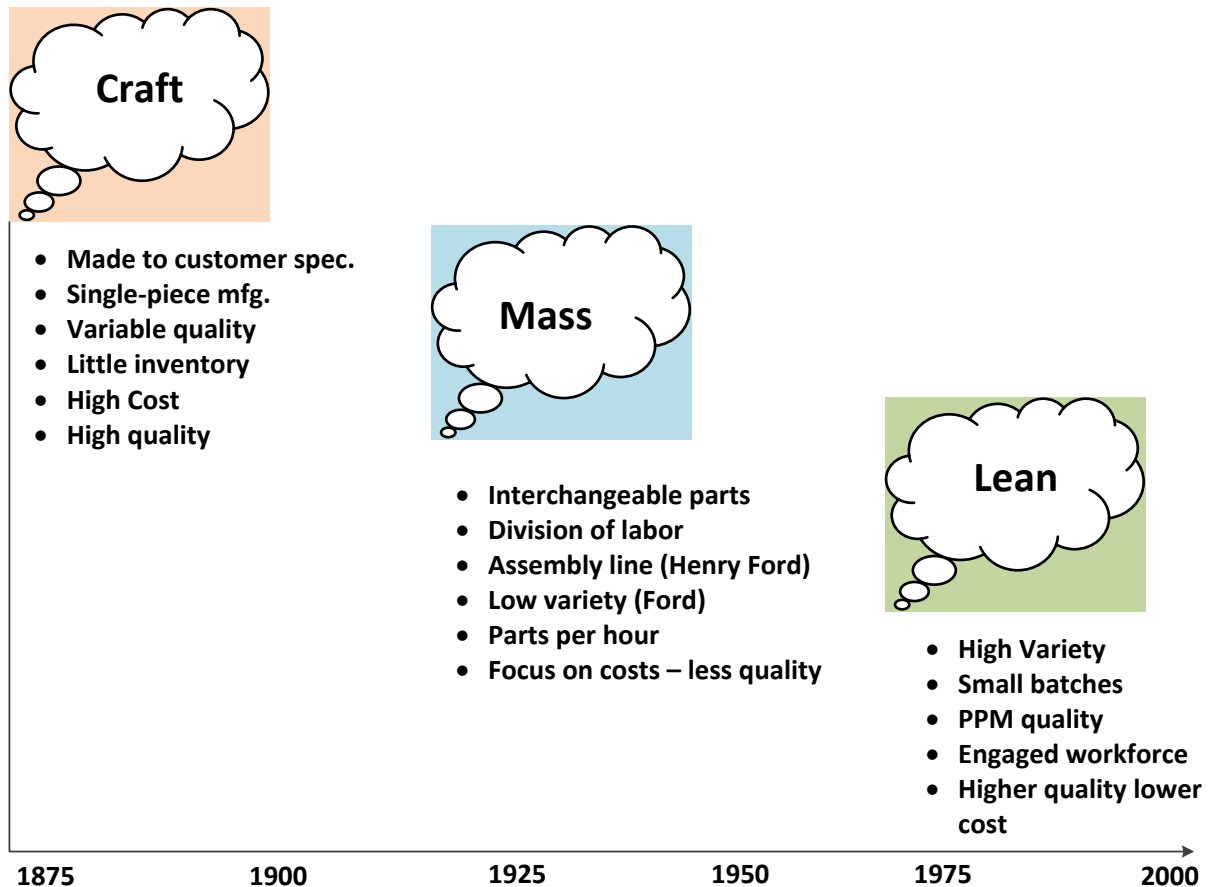 Craft
• Made to customer spec.
• Single-piece mfg.
• Variable quality
• Little inventory
• High Cost
• High quality
Mass
• Interchangeable parts
• Division of labor
• Assembly line (Henry Ford)
• Low variety (Ford)
• Parts per hour
• Focus on costs – less quality
Lean
• High Variety
• Small batches
• PPM quality
• Engaged workforce
• Higher quality lower
cost
1875 1900 1925 1950 1975 2000